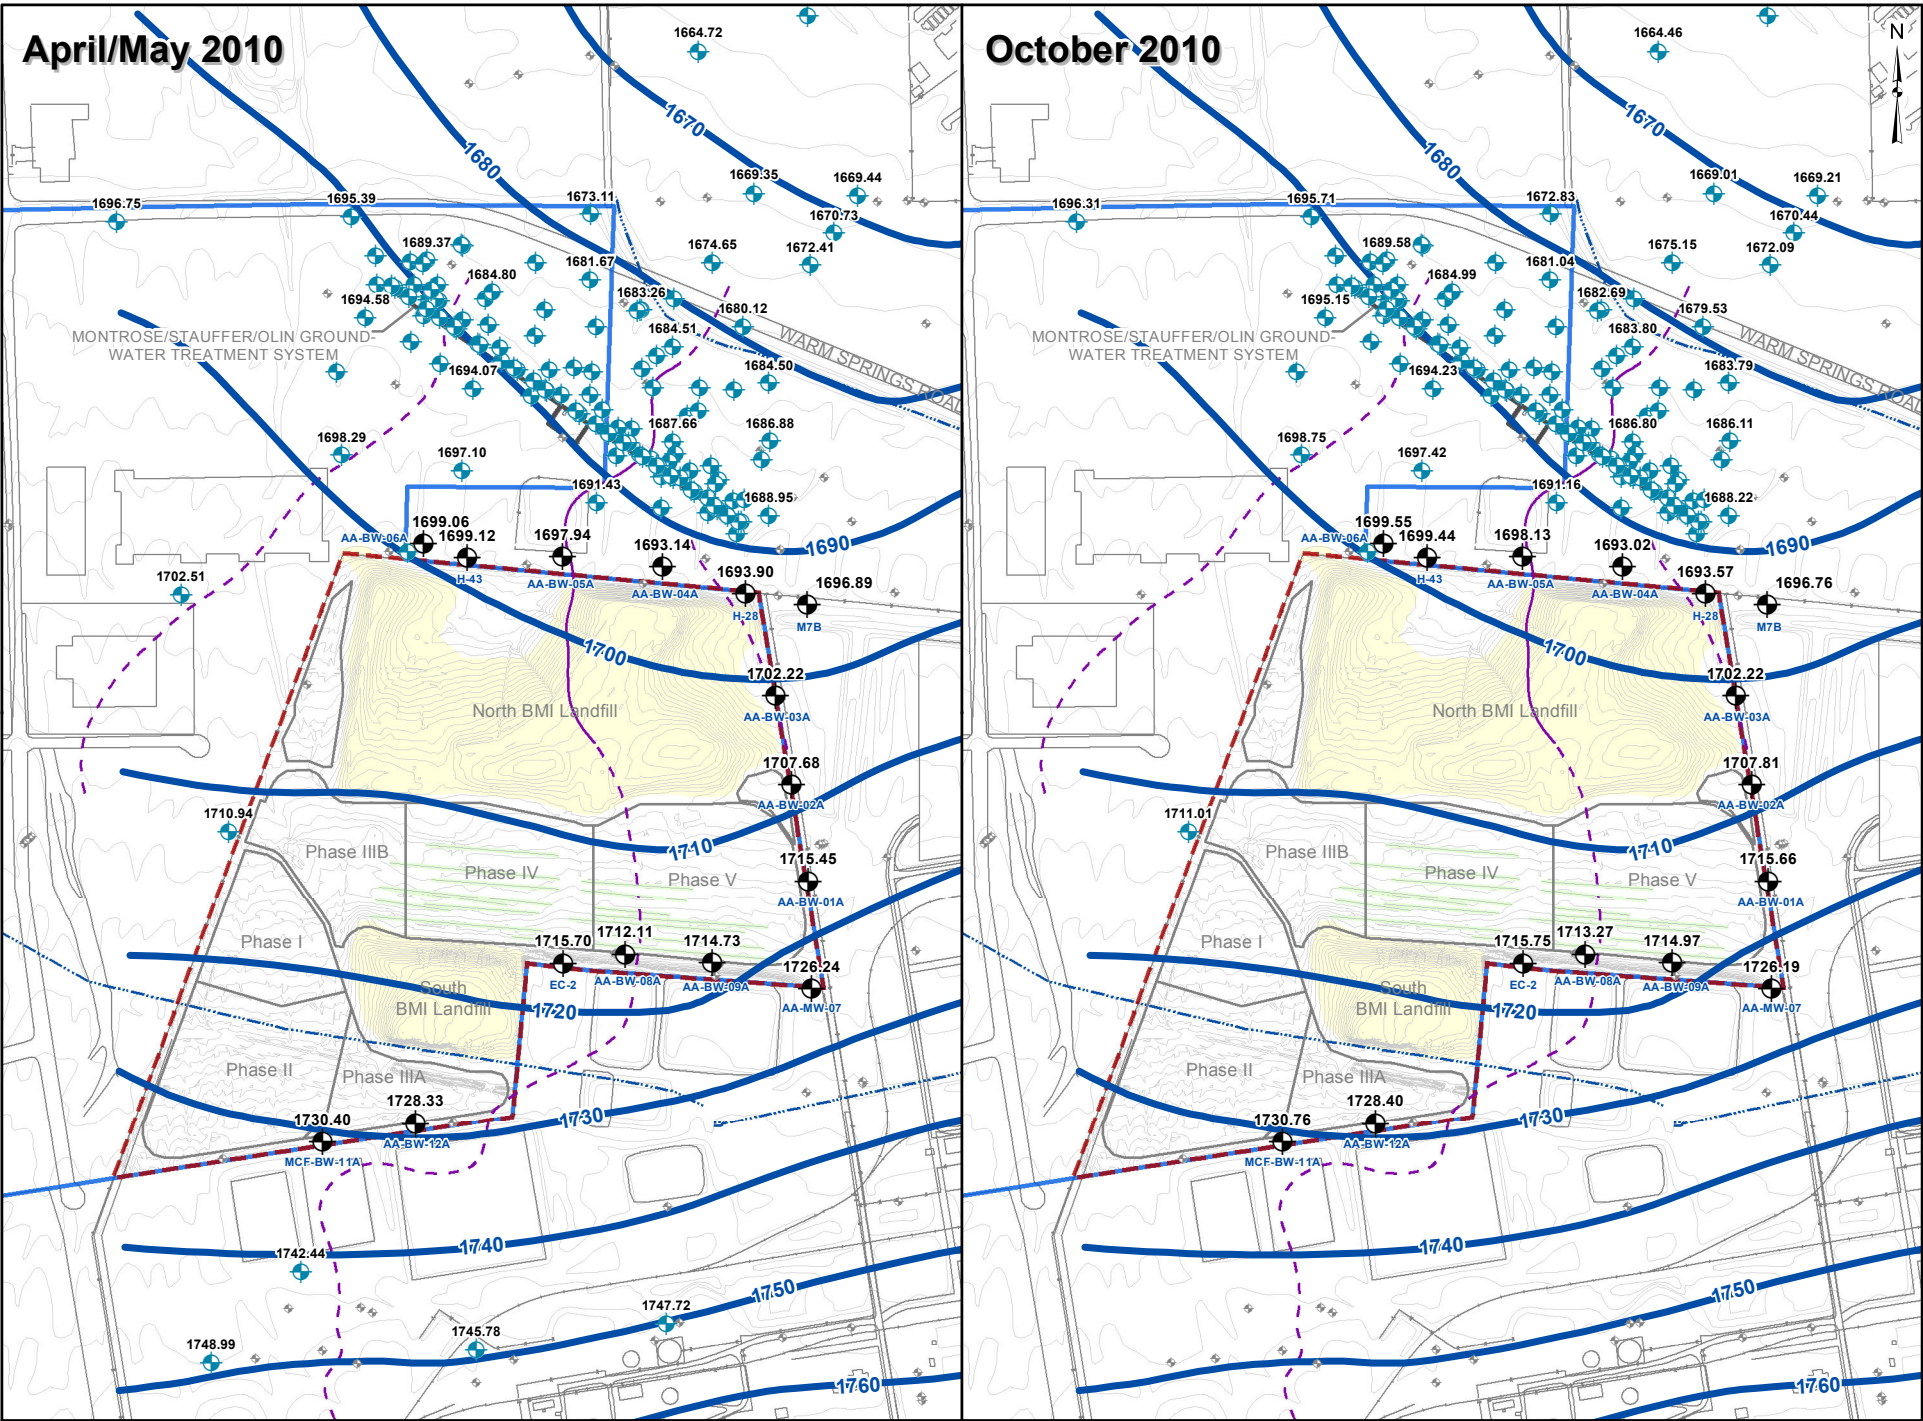 April/May 2010
1664.72
1670
1680
1669.35
1669.44
1696.75
1695.39
1673.11
1670.73
1689.37
1674.65
1672.41
1681.67
1684.80
1683.26
1694.58
1680.12
MONTROSE/STAUFFER/OLIN GROUND-
WATER TREATMENT SYSTEM
1684.51
WARM SPRINGS ROAD
1694.07
1684.50
1687.66
1686.88
1698.29
1697.10
1691.43
1688.95
1699.06
AA-BW-06A
1699.12
H-43
1697.94
AA-BW-05A
1693.14
AA-BW-04A
1690
1693.90
H-28
1696.89
M7B
1702.51
1700
1702.22
AA-BW-03A
North BMI Landfill
1707.68
AA-BW-02A
1710.94
1710
Phase IIIB
Phase IV
Phase V
1715.45
AA-BW-01A
Phase I
1715.70
EC-2
1712.11
AA-BW-08A
1714.73
AA-BW-09A
1726.24
AA-MW-07
South
BMI Landfill
1720
Phase II
Phase IIIA
1728.33
AA-BW-12A
1730.40
MCF-BW-11A
1730
1742.44
1740
1750
1747.72
1745.78
1748.99
1760
October 2010
N
1664.46
1670
1680
1669.01
1669.21
1696.31
1695.71
1672.83
1670.44
1689.58
1675.15
1672.09
1681.04
1684.99
1682.69
1695.15
1679.53
MONTROSE/STAUFFER/OLIN GROUND-
WATER TREATMENT SYSTEM
1683.80
WARM SPRINGS ROAD
1694.23
1683.79
1686.80
1686.11
1698.75
1697.42
1691.16
1688.22
1699.55
AA-BW-06A
1699.44
H-43
1698.13
AA-BW-05A
1693.02
AA-BW-04A
1690
1693.57
H-28
1696.76
M7B
1700
1702.22
AA-BW-03A
North BMI Landfill
1707.81
AA-BW-02A
1711.01
1710
Phase IIIB
Phase IV
Phase V
1715.66
AA-BW-01A
Phase I
1715.75
EC-2
1713.27
AA-BW-08A
1714.97
AA-BW-09A
1726.19
AA-MW-07
South
BMI Landfill
1720
Phase II
Phase IIIA
1728.40
AA-BW-12A
1730.76
MCF-BW-11A
1730
1740
1750
1760